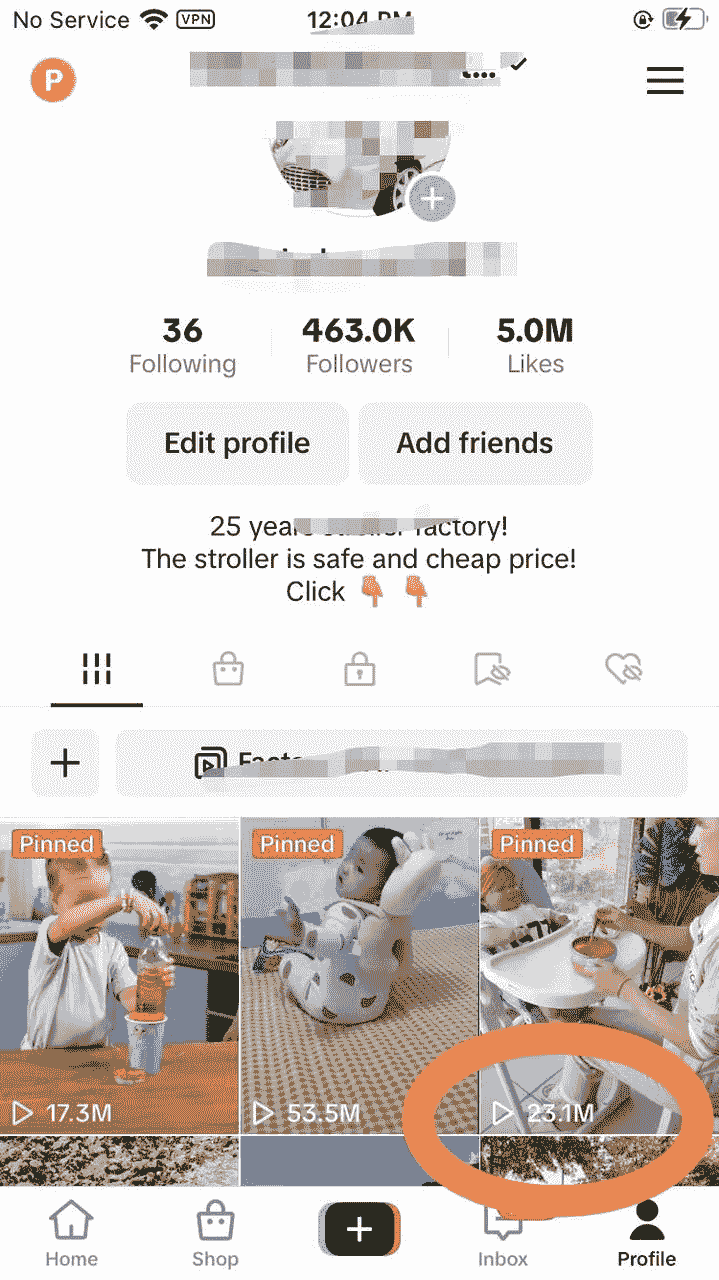 No Service VPN 12:04 PM
P
36 463.0K 5.0M
Following Followers Likes
Edit profile Add friends
25 years stroller factory!
The stroller is safe and cheap price!
Click
Pinned Pinned Pinned
17.3M 53.5M 23.1M
Home Shop Inbox Profile